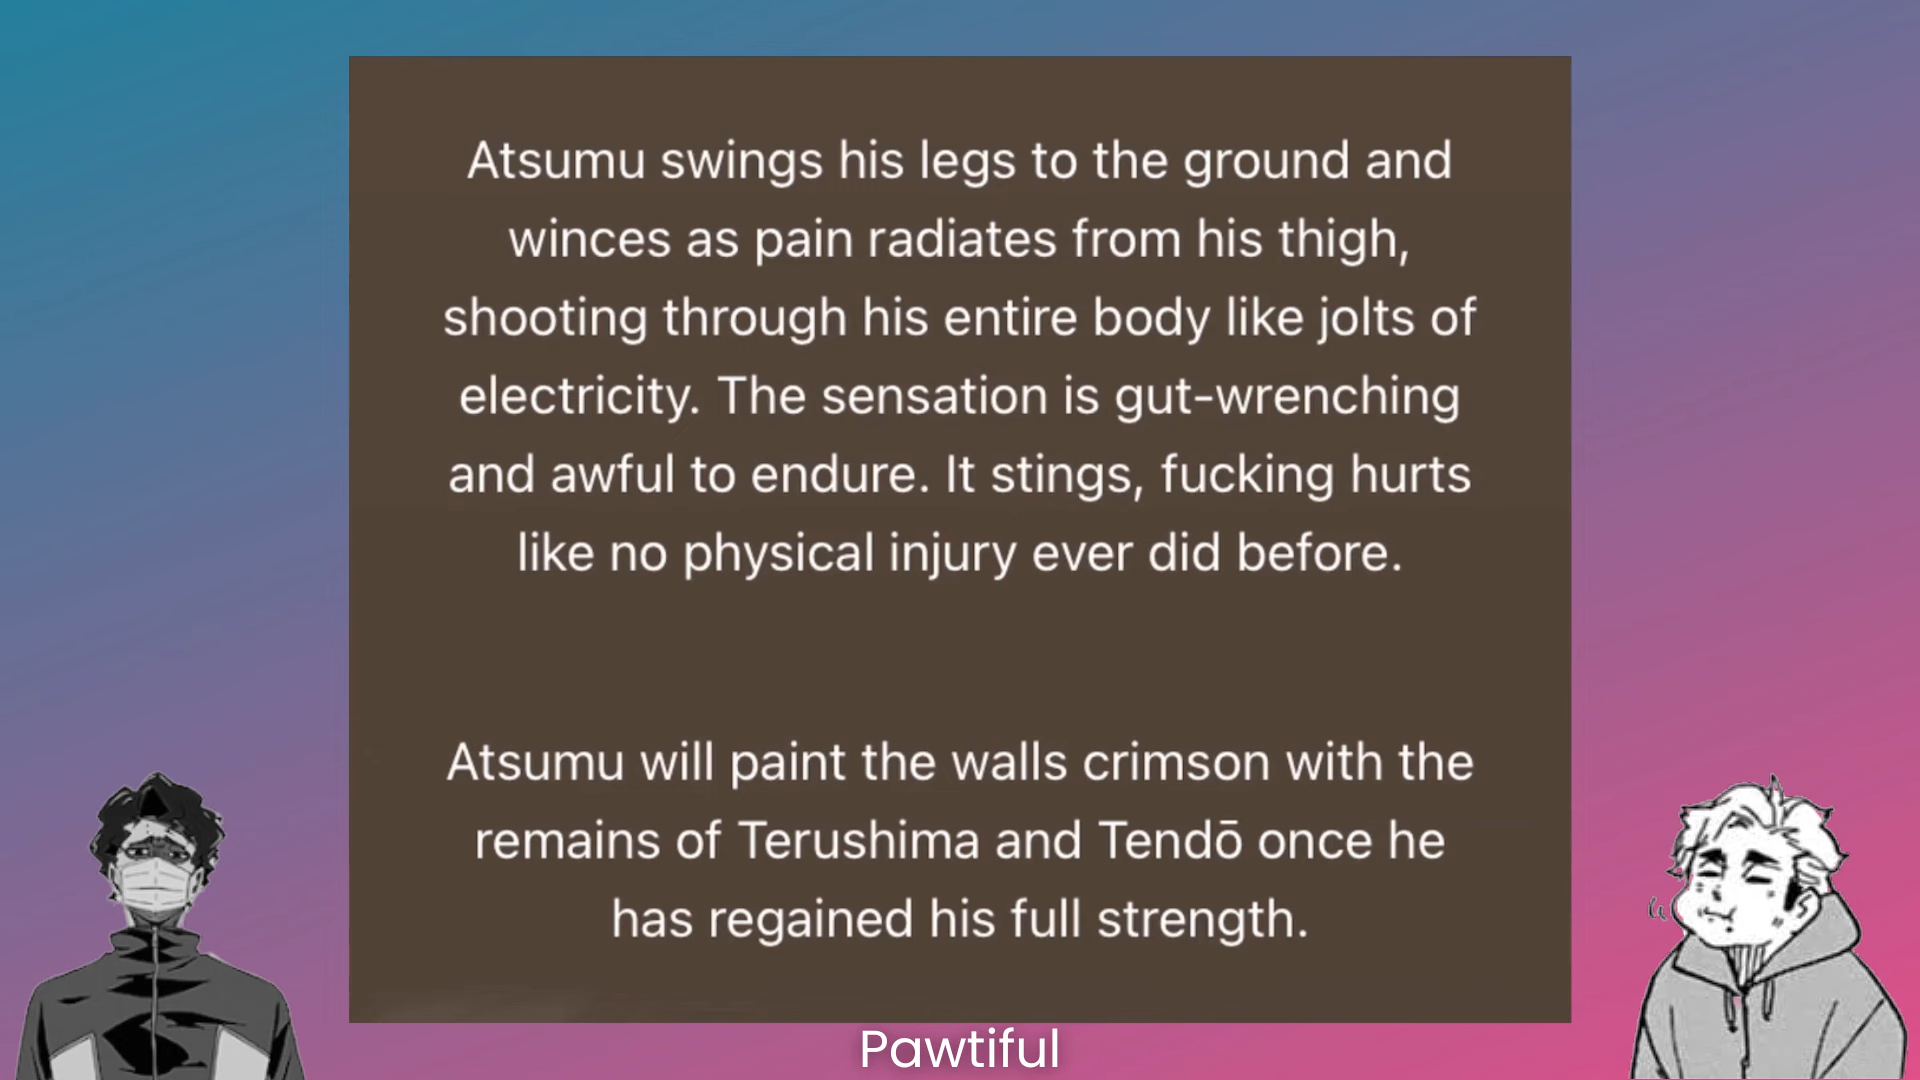 Atsumu swings his legs to the ground and
winces as pain radiates from his thigh,
shooting through his entire body like jolts of
electricity. The sensation is gut-wrenching
and awful to endure. It stings, fucking hurts
like no physical injury ever did before.
Atsumu will paint the walls crimson with the
remains of Terushima and Tendō once he
has regained his full strength.
Pawtiful